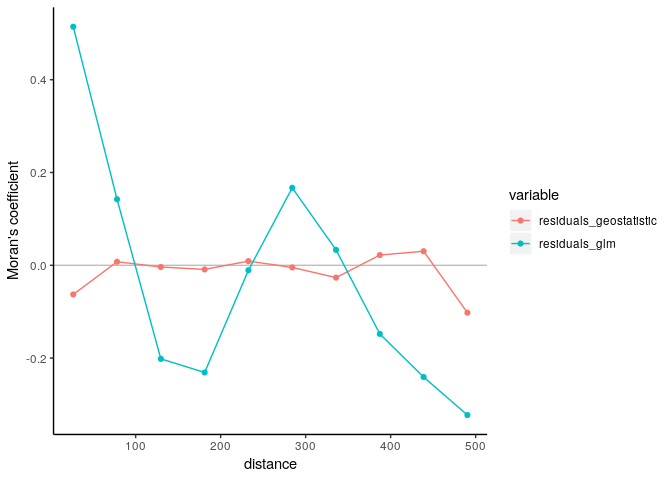 0.4
0.2
0.0
-0.2
Moran's coefficient
100 200 300 400 500
distance
variable
residuals_geostatistic
residuals_glm